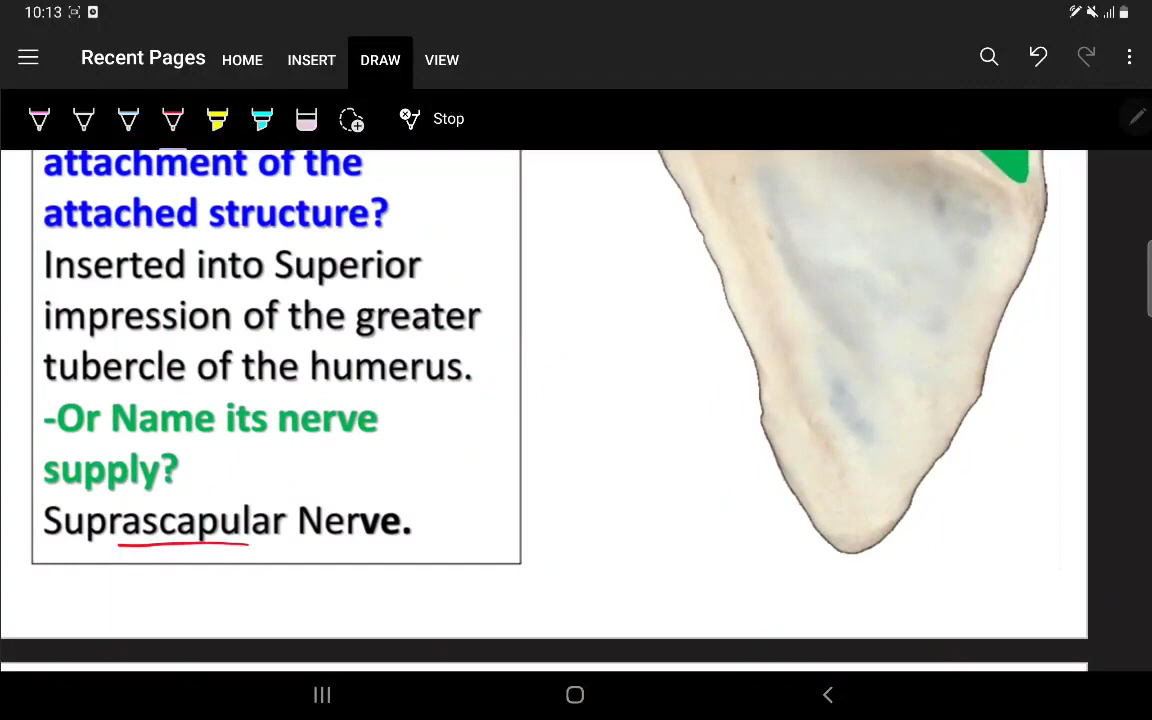 10:13
Recent Pages HOME INSERT DRAW VIEW
Stop
attachment of the
attached structure?
Inserted into Superior
impression of the greater
tubercle of the humerus.
-Or Name its nerve
supply?
Suprascapular Nerve.